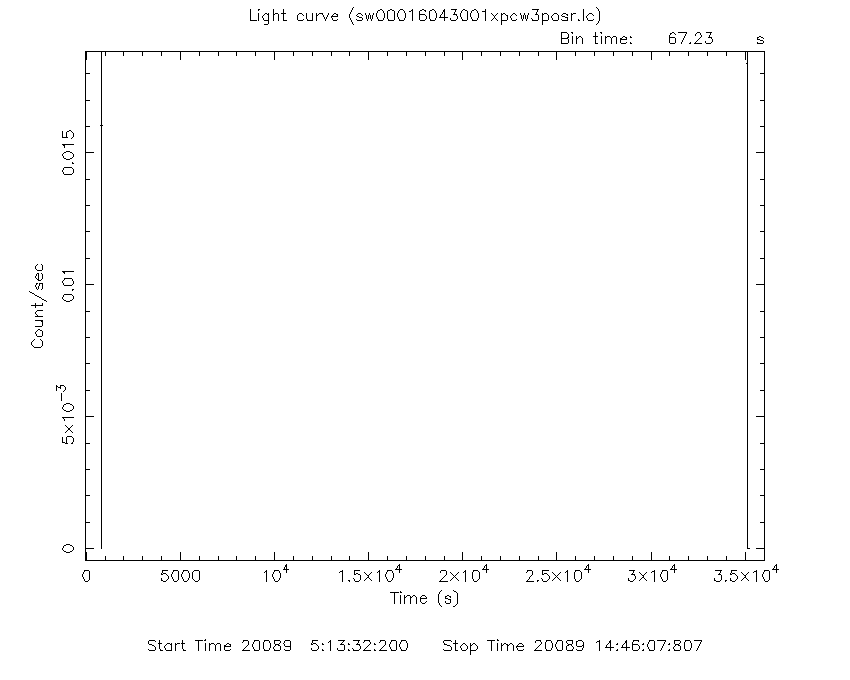 Light curve (sw00016043001xpcw3posr.lc)
Bin time: 67.23 s
0.015
0.01
5×10⁻³
0
Count/sec
0 5000 10⁴ 1.5×10⁴ 2×10⁴ 2.5×10⁴ 3×10⁴ 3.5×10⁴
Time (s)
Start Time 20089 5:13:32:200 Stop Time 20089 14:46:07:807